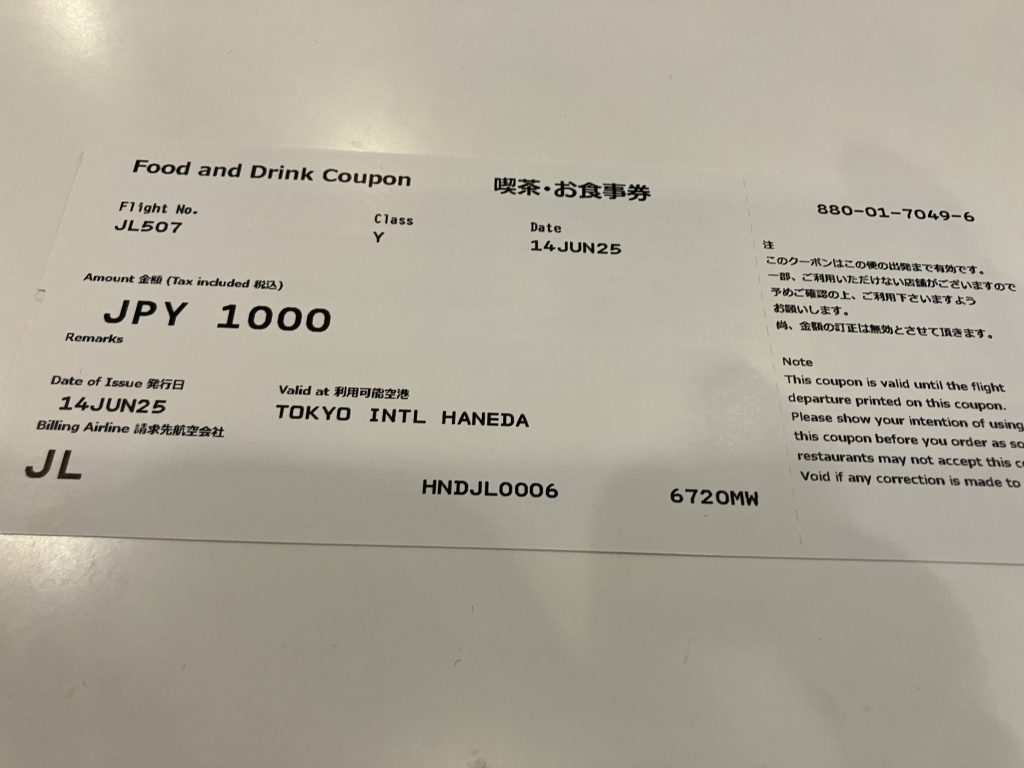 Food and Drink Coupon
喫茶・お食事券
Flight No.
JL507
Class
Y
Date
14JUN25
Amount 金額 (Tax included 税込)
JPY 1000
Remarks
Date of Issue 発行日
14JUN25
Valid at 利用可能空港
TOKYO INTL HANEDA
Billing Airline 請求先航空会社
JL
HNDJL0006
6720MW
880-01-7049-6
注
このクーポンはこの便の出発まで有効です。
一部、ご利用いただけない店舗がございますので
予めご確認の上、ご利用下さいますよう
お願いします。
尚、金額の訂正は無効とさせて頂きます。
Note
This coupon is valid until the flight
departure printed on this coupon.
Please show your intention of using
this coupon before you order as
restaurants may not accept this
Void if any correction is made to